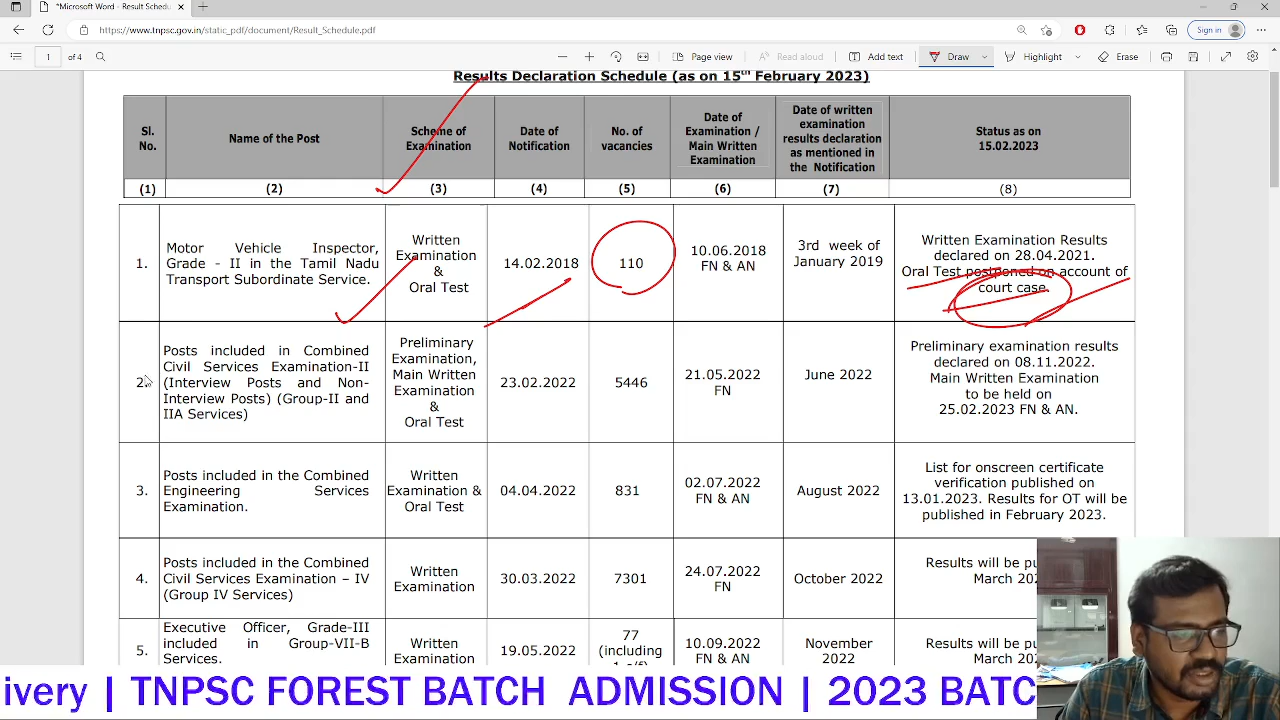 *Microsoft Word - Result Schedu
https://www.tnpsc.gov.in/static_pdf/document/Result_Schedule.pdf
Sign in
1 of 4
Page view
Read aloud
Add text
Draw
Highlight
Erase
Results Declaration Schedule (as on 15th February 2023)
Sl. No.
Name of the Post
Scheme of Examination
Date of Notification
No. of vacancies
Date of Examination / Main Written Examination
Date of written examination results declaration as mentioned in the Notification
Status as on 15.02.2023
(1)
(2)
(3)
(4)
(5)
(6)
(7)
(8)
1.
Motor Vehicle Inspector,
Grade - II in the Tamil Nadu
Transport Subordinate Service.
Written
Examination
&
Oral Test
14.02.2018
110
10.06.2018
FN & AN
3rd week of
January 2019
Written Examination Results
declared on 28.04.2021.
Oral Test postponed on account of
court case.
2.
Posts included in Combined
Civil Services Examination-II
(Interview Posts and Non-
Interview Posts) (Group-II and
IIA Services)
Preliminary
Examination,
Main Written
Examination
&
Oral Test
23.02.2022
5446
21.05.2022
FN
June 2022
Preliminary examination results
declared on 08.11.2022.
Main Written Examination
to be held on
25.02.2023 FN & AN.
3.
Posts included in the Combined
Engineering Services
Examination.
Written
Examination &
Oral Test
04.04.2022
831
02.07.2022
FN & AN
August 2022
List for onscreen certificate
verification published on
13.01.2023. Results for OT will be
published in February 2023.
4.
Posts included in the Combined
Civil Services Examination – IV
(Group IV Services)
Written
Examination
30.03.2022
7301
24.07.2022
FN
October 2022
Results will be pu
March 202
5.
Executive Officer, Grade-III
included in Group-VII-B
Services.
Written
Examination
19.05.2022
77
(including
10.09.2022
FN & AN
November
2022
Results will be pu
March 202
ivery | TNPSC FOREST BATCH ADMISSION | 2023 BATC